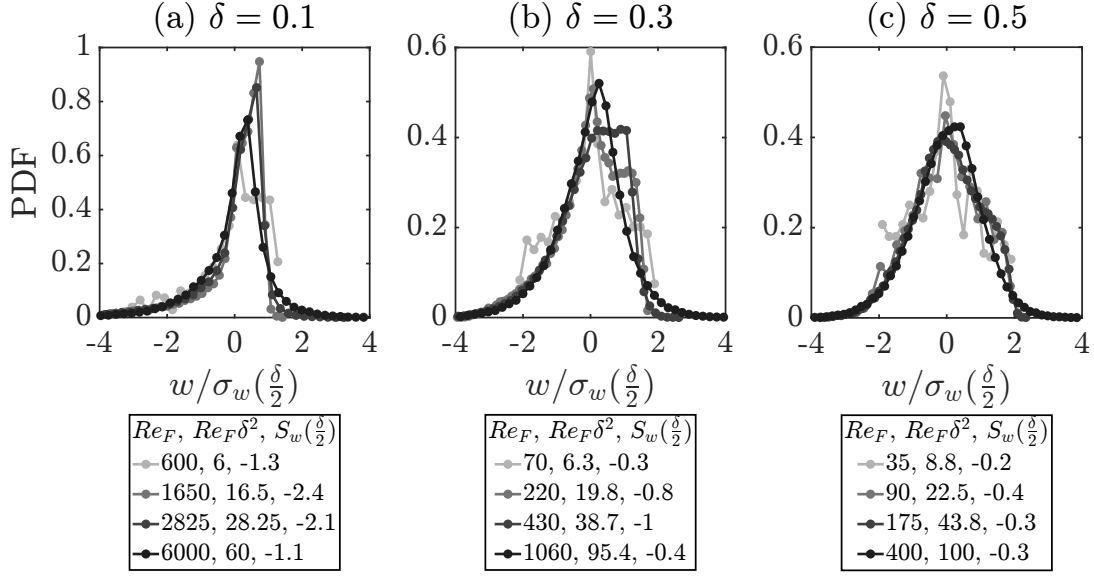 (a) δ = 0.1
(b) δ = 0.3
(c) δ = 0.5
PDF
1
0.8
0.6
0.4
0.2
0
-4 -2 0 2 4
w/σ_w(δ/2)
0.6
0.4
0.2
0
-4 -2 0 2 4
w/σ_w(δ/2)
0.6
0.4
0.2
0
-4 -2 0 2 4
w/σ_w(δ/2)
Re_F, Re_Fδ², S_w(δ/2)
600, 6, -1.3
1650, 16.5, -2.4
2825, 28.25, -2.1
6000, 60, -1.1
Re_F, Re_Fδ², S_w(δ/2)
70, 6.3, -0.3
220, 19.8, -0.8
430, 38.7, -1
1060, 95.4, -0.4
Re_F, Re_Fδ², S_w(δ/2)
35, 8.8, -0.2
90, 22.5, -0.4
175, 43.8, -0.3
400, 100, -0.3